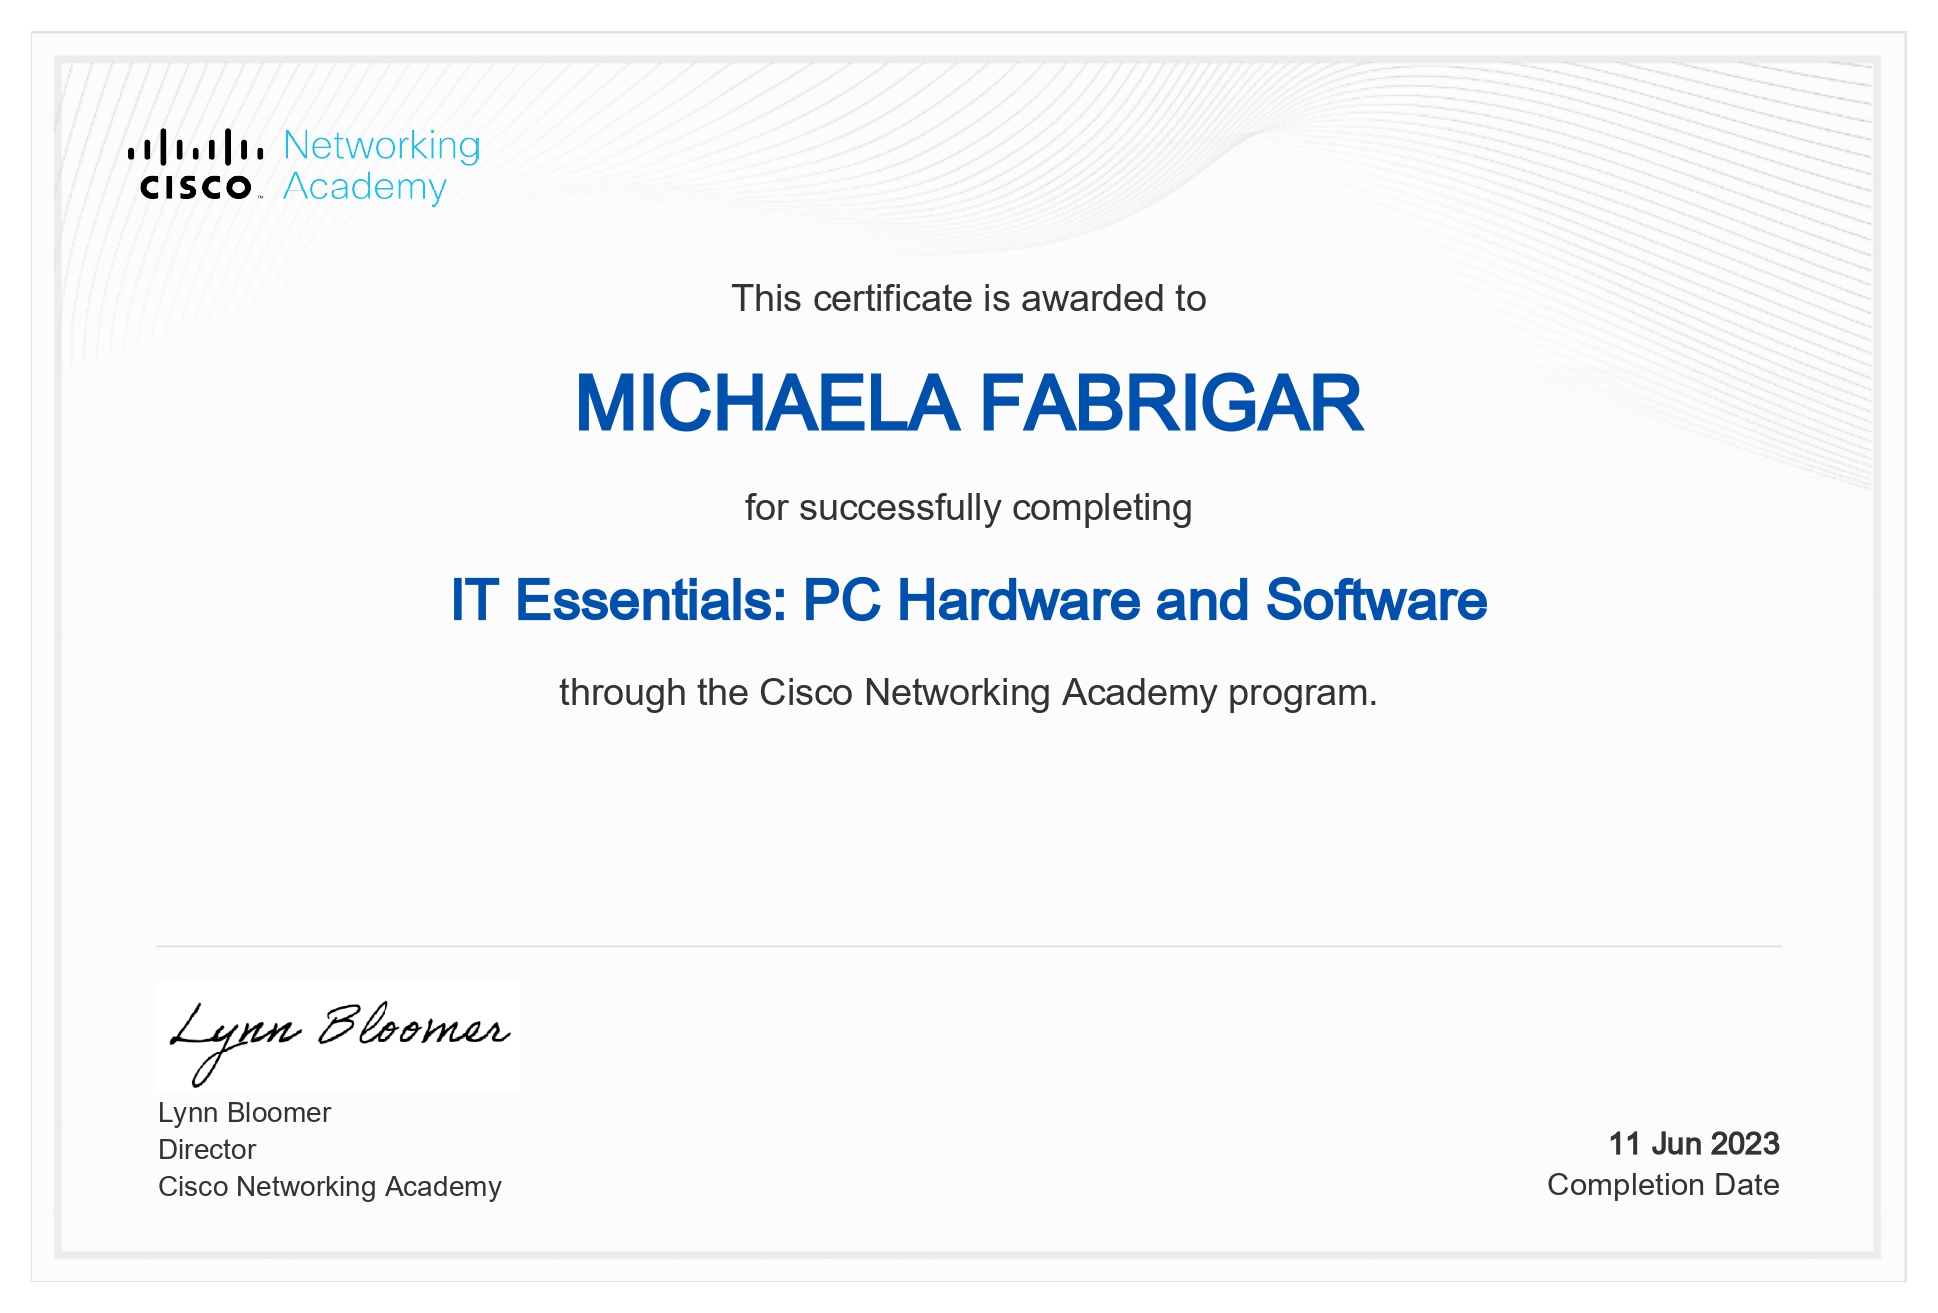 Networking
CISCO™ Academy
This certificate is awarded to
MICHAELA FABRIGAR
for successfully completing
IT Essentials: PC Hardware and Software
through the Cisco Networking Academy program.
Lynn Bloomer
Lynn Bloomer
Director
Cisco Networking Academy
11 Jun 2023
Completion Date